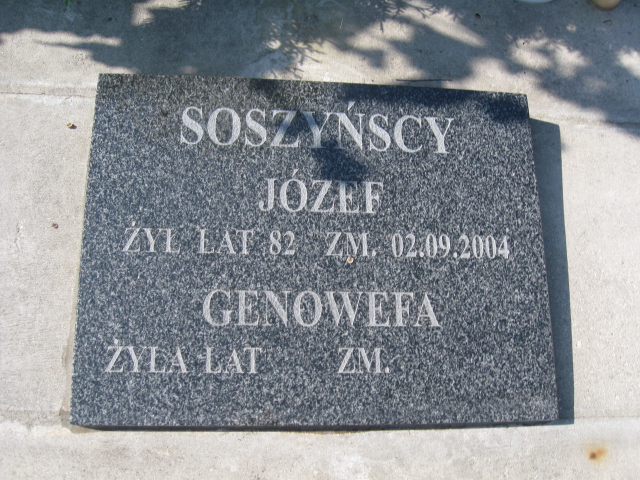 SOSZYŃSCY
JÓZEF
ŻYŁ LAT 82 ZM. 02.09.2004
GENOWEFA
ŻYŁA LAT ZM.